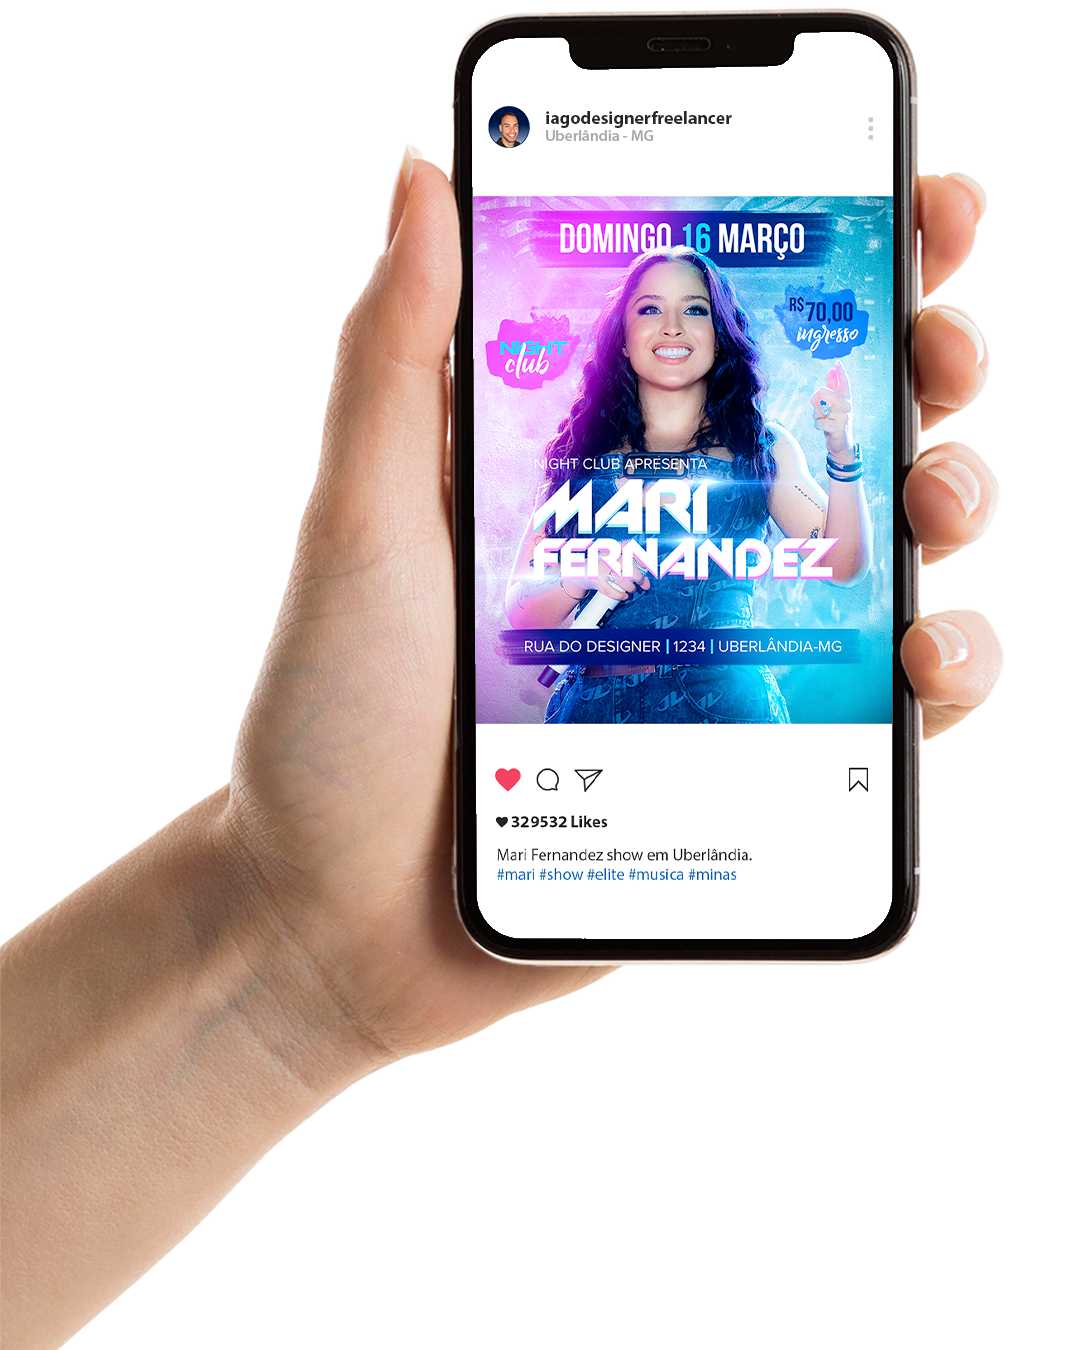 iagodesignerfreelancer
Uberlândia - MG
DOMINGO 16 MARÇO
R$70,00
ingresso
NIGHT
club
NIGHT CLUB APRESENTA
MARI
FERNANDEZ
RUA DO DESIGNER | 1234 | UBERLÂNDIA-MG
329532 Likes
Mari Fernandez show em Uberlândia.
#mari #show #elite #musica #minas